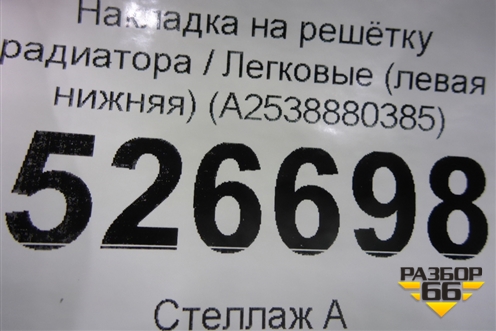 Накладка на решётку
радиатора / Легковые (левая
нижняя) (A2538880385)
526698
Стеллаж А
РАЗБОР
66